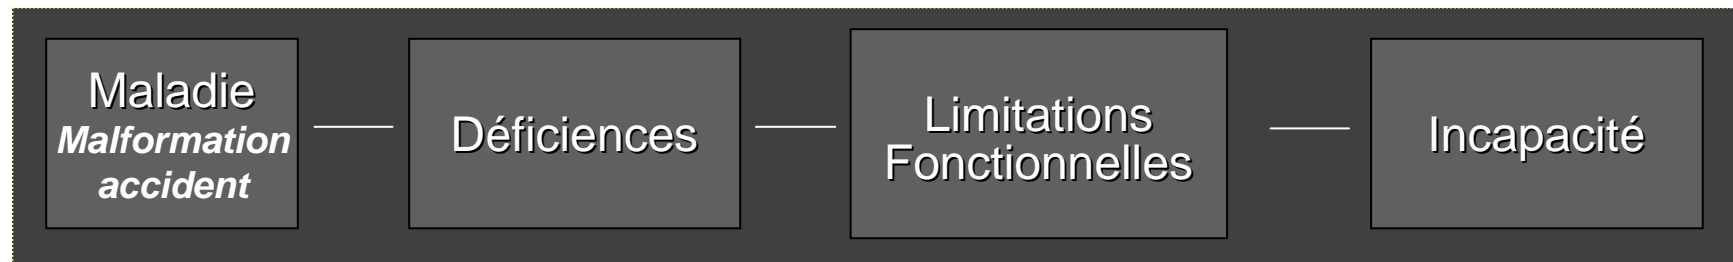 Maladie
Malformation
accident
Déficiences
Limitations
Fonctionnelles
Incapacité